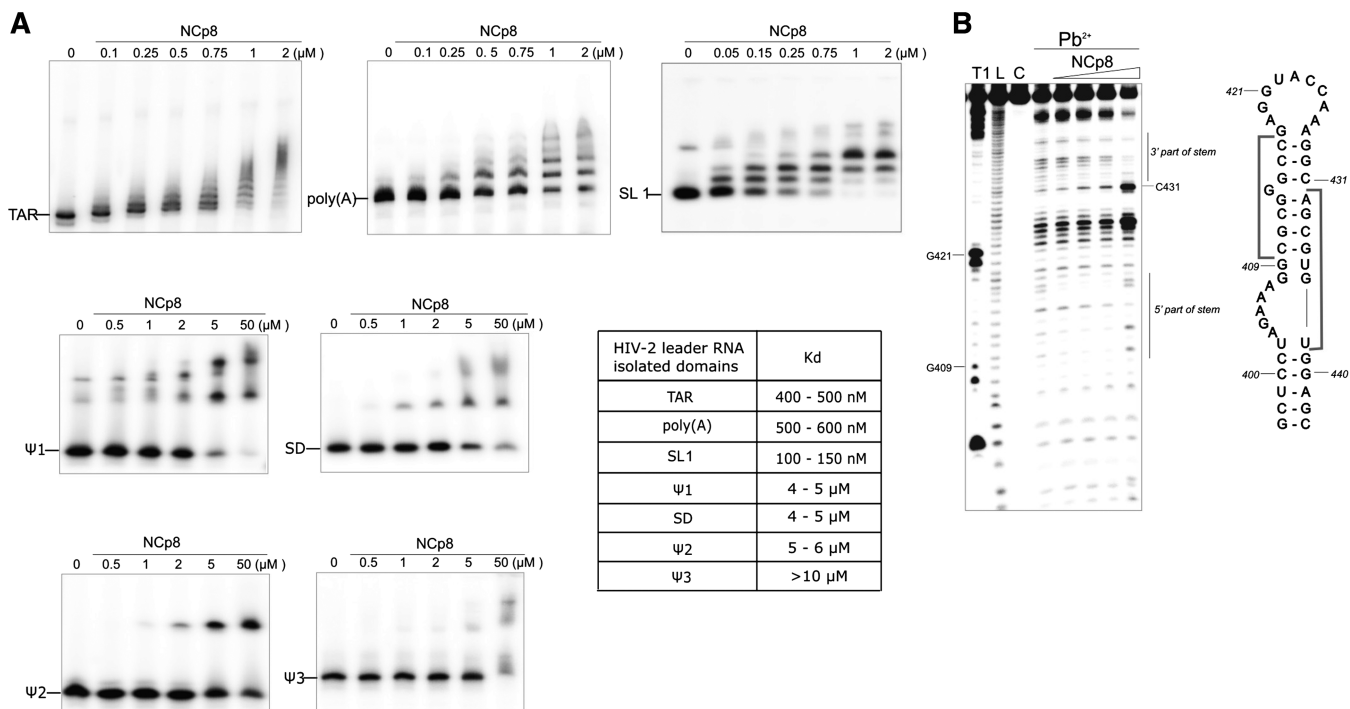 A
NCp8
0 0.1 0.25 0.5 0.75 1 2 (μM )
TAR
NCp8
0 0.1 0.25 0. 5 0.75 1 2 (μM )
poly(A)
NCp8
0 0.05 0.15 0.25 0.75 1 2 (μM )
SL 1
NCp8
0 0.5 1 2 5 50 (μM )
Ψ1
NCp8
0 0.5 1 2 5 50 (μM )
SD
HIV-2 leader RNA
isolated domains
Kd
TAR 400 - 500 nM
poly(A) 500 - 600 nM
SL1 100 - 150 nM
Ψ1 4 - 5 μM
SD 4 - 5 μM
Ψ2 5 - 6 μM
Ψ3 >10 μM
NCp8
0 0.5 1 2 5 50 (μM )
Ψ2
NCp8
0 0.5 1 2 5 50 (μM )
Ψ3
B
Pb²⁺
NCp8
T1 L C
3' part of stem
C431
G421
5' part of stem
G409
U A
G C
421 G C
G A
A A
G - A
C - G
C - G
G - C 431
G A
C - G
G - C
G - G
C - U
409 G G
A
A
A
G
A
U - U
C - G
400 C - G 440
U - A
C - G
G - C